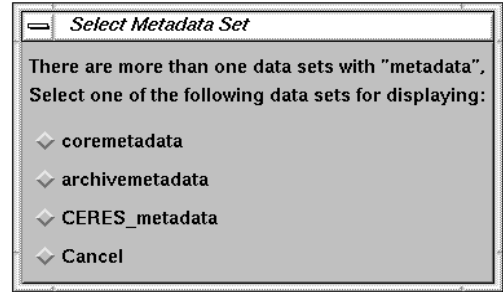 Select Metadata Set
There are more than one data sets with "metadata",
Select one of the following data sets for displaying:
coremetadata
archivemetadata
CERES_metadata
Cancel